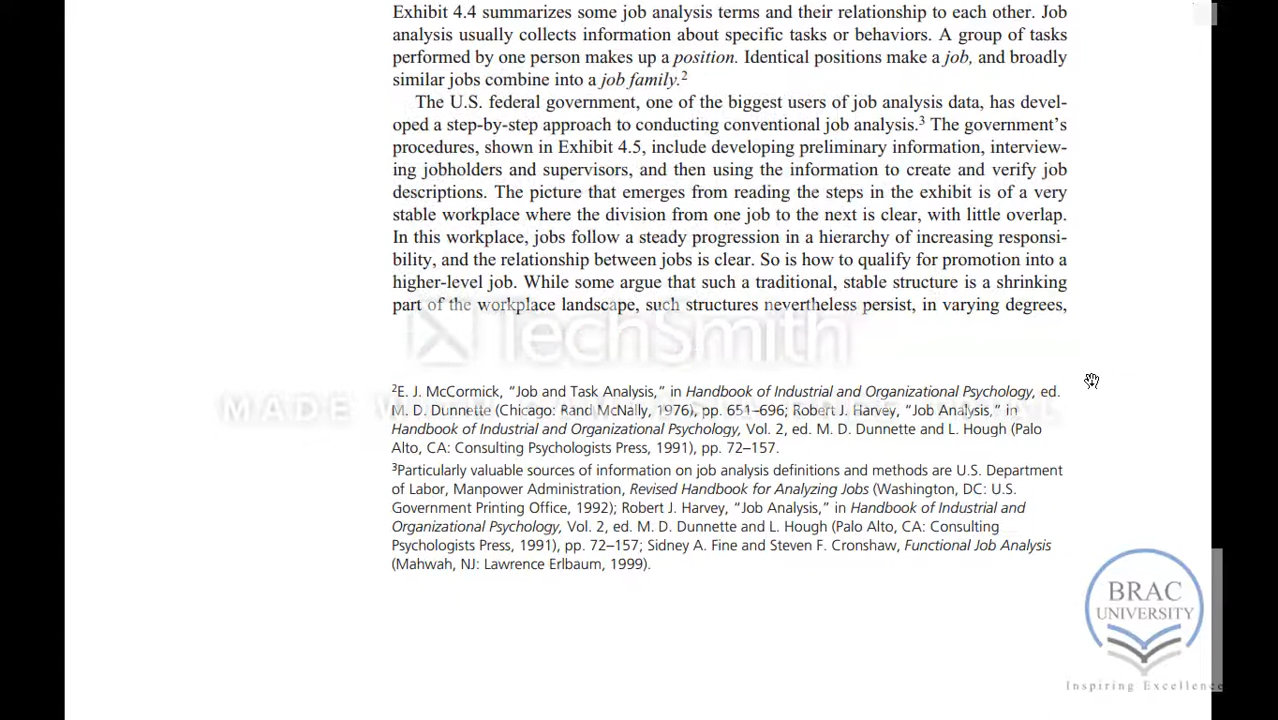 Exhibit 4.4 summarizes some job analysis terms and their relationship to each other. Job
analysis usually collects information about specific tasks or behaviors. A group of tasks
performed by one person makes up a position. Identical positions make a job, and broadly
similar jobs combine into a job family.2
The U.S. federal government, one of the biggest users of job analysis data, has devel-
oped a step-by-step approach to conducting conventional job analysis.3 The government's
procedures, shown in Exhibit 4.5, include developing preliminary information, interview-
ing jobholders and supervisors, and then using the information to create and verify job
descriptions. The picture that emerges from reading the steps in the exhibit is of a very
stable workplace where the division from one job to the next is clear, with little overlap.
In this workplace, jobs follow a steady progression in a hierarchy of increasing responsi-
bility, and the relationship between jobs is clear. So is how to qualify for promotion into a
higher-level job. While some argue that such a traditional, stable structure is a shrinking
part of the workplace landscape, such structures nevertheless persist, in varying degrees,
TechSmith
2E. J. McCormick, "Job and Task Analysis," in Handbook of Industrial and Organizational Psychology, ed.
M. D. Dunnette (Chicago: Rand McNally, 1976), pp. 651–696; Robert J. Harvey, "Job Analysis," in
Handbook of Industrial and Organizational Psychology, Vol. 2, ed. M. D. Dunnette and L. Hough (Palo
Alto, CA: Consulting Psychologists Press, 1991), pp. 72–157.
3Particularly valuable sources of information on job analysis definitions and methods are U.S. Department
of Labor, Manpower Administration, Revised Handbook for Analyzing Jobs (Washington, DC: U.S.
Government Printing Office, 1992); Robert J. Harvey, "Job Analysis," in Handbook of Industrial and
Organizational Psychology, Vol. 2, ed. M. D. Dunnette and L. Hough (Palo Alto, CA: Consulting
Psychologists Press, 1991), pp. 72–157; Sidney A. Fine and Steven F. Cronshaw, Functional Job Analysis
(Mahwah, NJ: Lawrence Erlbaum, 1999).
MADE
BRAC
UNIVERSITY
Inspiring Excellence